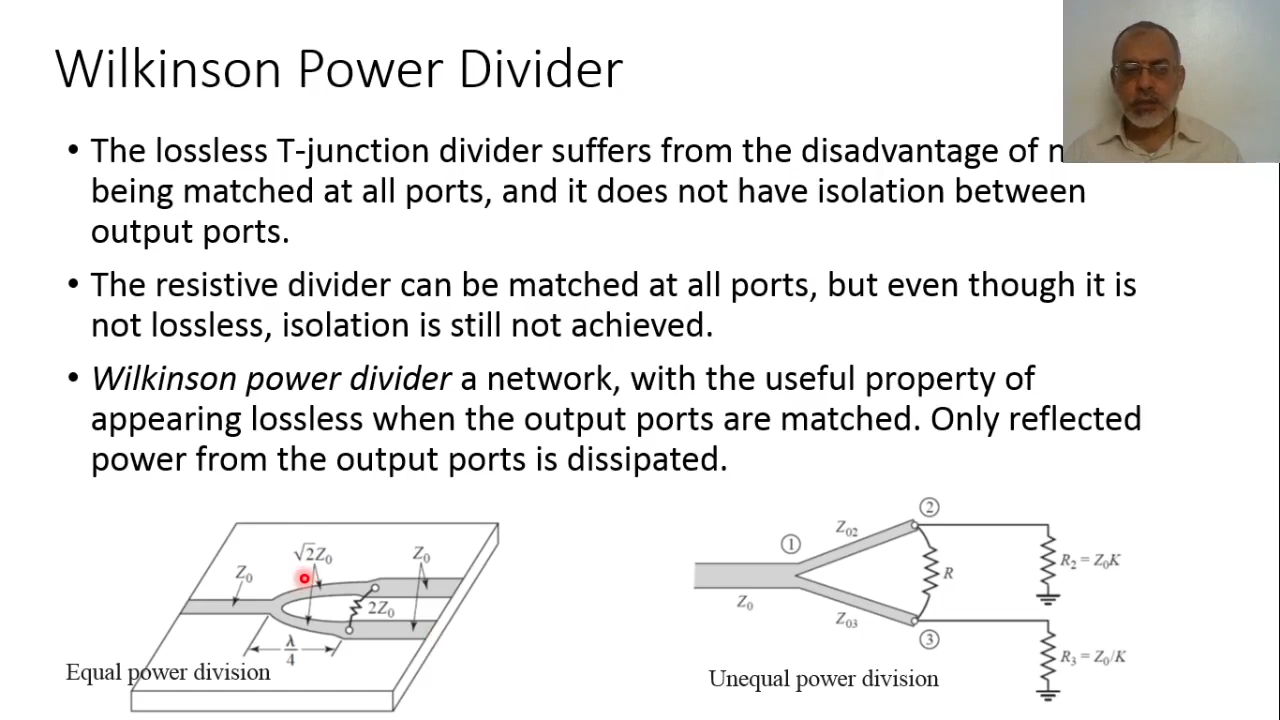 Wilkinson Power Divider
• The lossless T-junction divider suffers from the disadvantage of
being matched at all ports, and it does not have isolation between
output ports.
• The resistive divider can be matched at all ports, but even though it is
not lossless, isolation is still not achieved.
• Wilkinson power divider a network, with the useful property of
appearing lossless when the output ports are matched. Only reflected
power from the output ports is dissipated.
√2Z₀
Z₀
Z₀
2Z₀
λ/4
Equal power division
②
Z₀₂
①
R
R₂ = Z₀K
Z₀
Z₀₃
③
R₃ = Z₀/K
Unequal power division